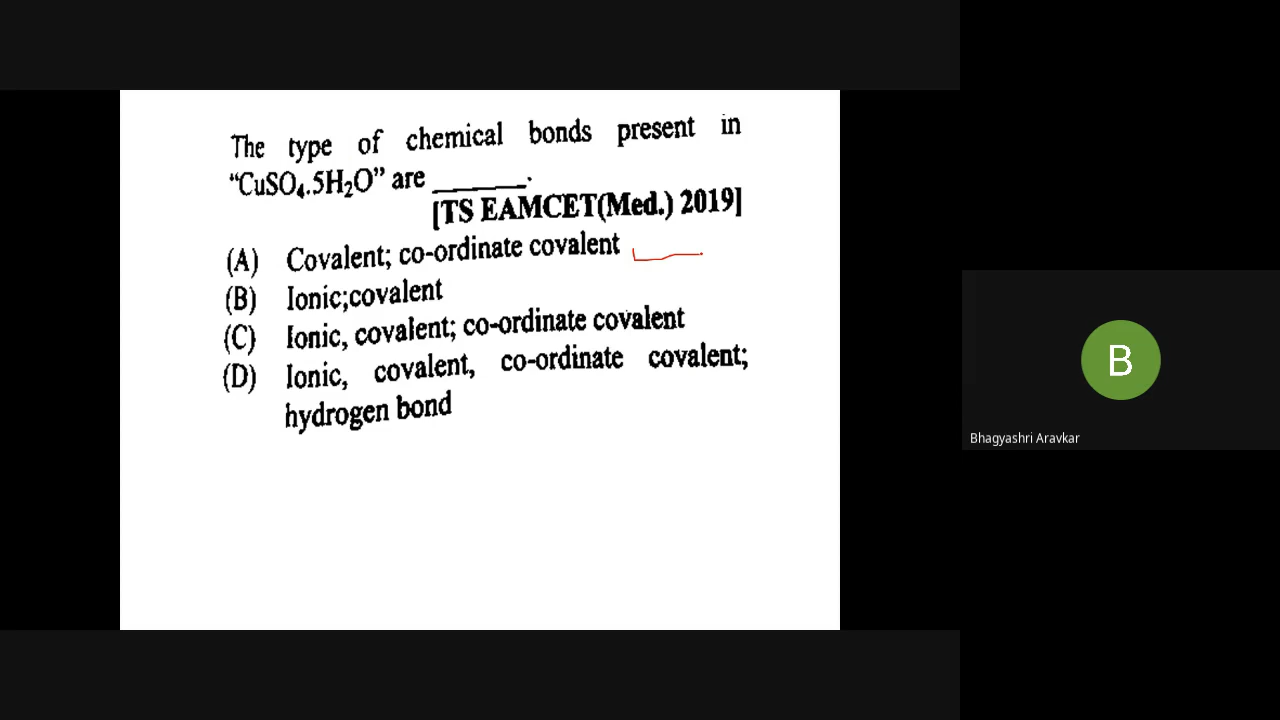 The type of chemical bonds present in
“CuSO₄.5H₂O” are ______.
[TS EAMCET(Med.) 2019]
(A) Covalent; co-ordinate covalent
(B) Ionic;covalent
(C) Ionic, covalent; co-ordinate covalent
(D) Ionic, covalent, co-ordinate covalent;
hydrogen bond
B
Bhagyashri Aravkar